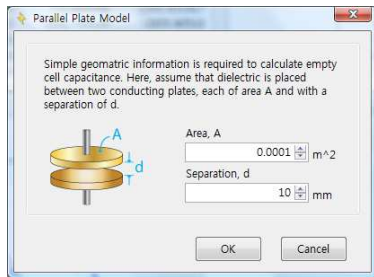 Parallel Plate Model
Simple geomatric information is required to calculate empty
cell capacitance. Here, assume that dielectric is placed
between two conducting plates, each of area A and with a
separation of d.
A
d
Area, A
0.0001 m^2
Separation, d
10 mm
OK Cancel